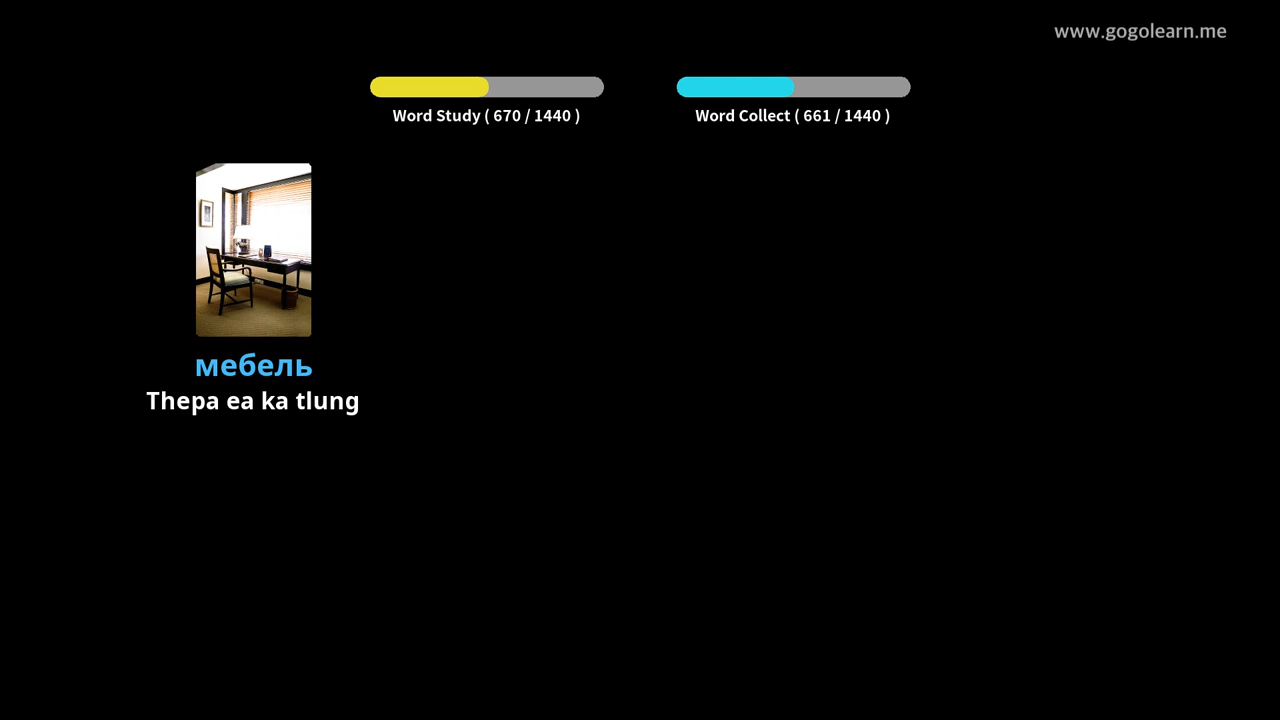 www.gogolearn.me
Word Study ( 670 / 1440 )
Word Collect ( 661 / 1440 )
мебель
Thepa ea ka tlung